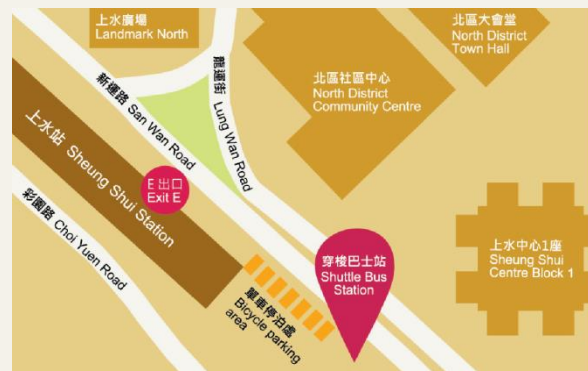 上水廣場
Landmark North
北區大會堂
North District
Town Hall
新運路 San Wan Road
龍運街 Lung Wan Road
北區社區中心
North District
Community Centre
上水站 Sheung Shui Station
E 出口
Exit E
彩園路 Choi Yuen Road
穿梭巴士站
Shuttle Bus
Station
上水中心1座
Sheung Shui
Centre Block 1
單車停泊處
Bicycle parking
area